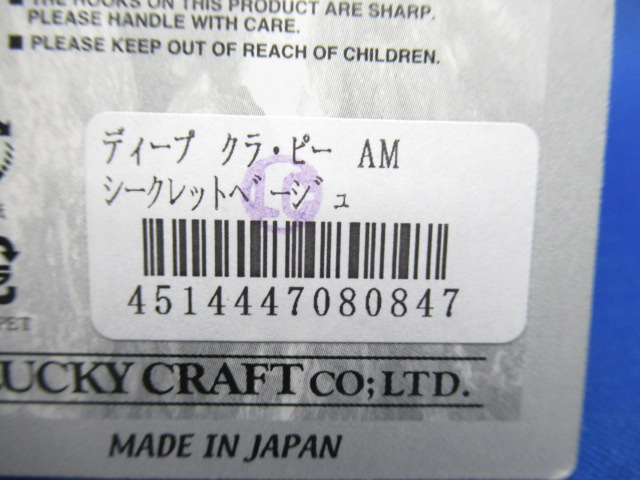 THE HOOKS ON THIS PRODUCT ARE SHARP.
PLEASE HANDLE WITH CARE.
■ PLEASE KEEP OUT OF REACH OF CHILDREN.
ディープ クラ・ピー AM
シークレットベージュ
4514447080847
PET
LUCKY CRAFT CO;LTD.
MADE IN JAPAN